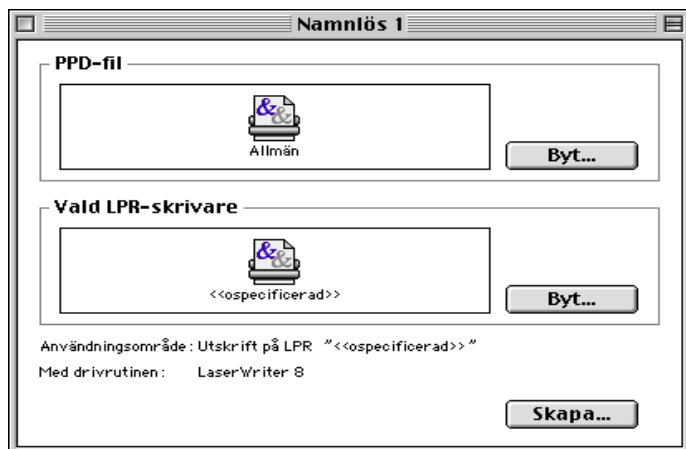 Namnlös 1
PPD-fil
&&
Allmän
Byt...
Vald LPR-skrivare
&&
<<ospecificerad>>
Byt...
Användningsområde: Utskrift på LPR "<<ospecificerad>>"
Med drivrutinen: LaserWriter 8
Skapa...